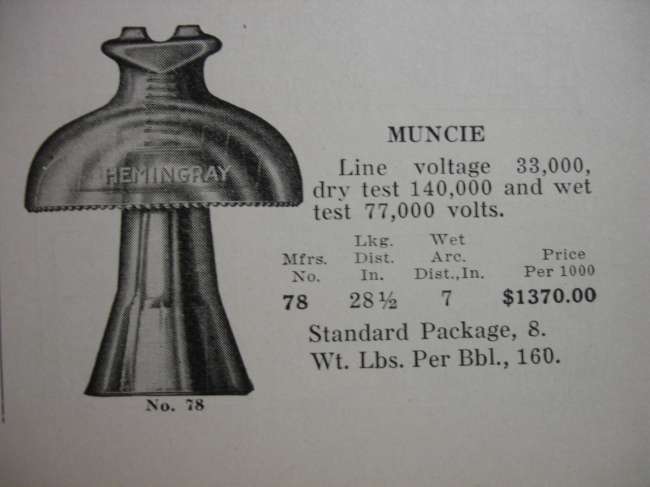 HEMINGRAY
No. 78
MUNCIE
Line voltage 33,000,
dry test 140,000 and wet
test 77,000 volts.
Lkg. Wet
Mfrs. Dist. Arc. Price
No. In. Dist.,In. Per 1000
78 28½ 7 $1370.00
Standard Package, 8.
Wt. Lbs. Per Bbl., 160.